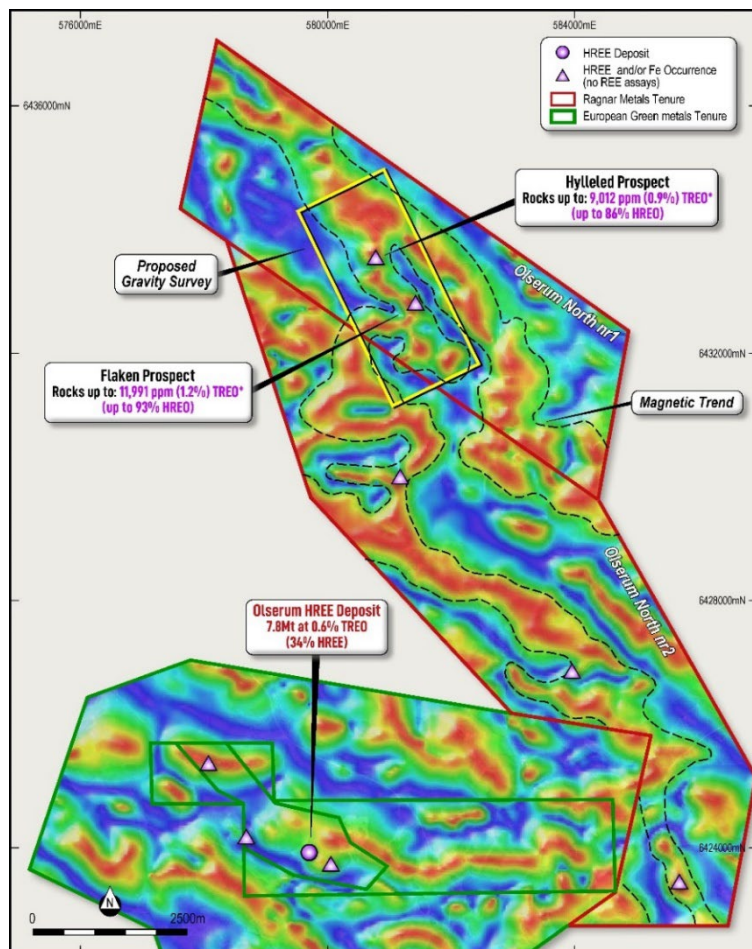 576000mE
580000mE
584000mE
HREE Deposit
HREE and/or Fe Occurrence
(no REE assays)
Ragnar Metals Tenure
European Green metals Tenure
6436000mN
Hylleled Prospect
Rocks up to: 9,012 ppm (0.9%) TREO*
(up to 86% HREO)
Proposed
Gravity Survey
Olserum North nr1
6432000mN
Flaken Prospect
Rocks up to: 11,991 ppm (1.2%) TREO*
(up to 93% HREO)
Magnetic Trend
6428000mN
Olserum North nr2
Olserum HREE Deposit
7.8Mt at 0.6% TREO
(34% HREE)
6424000mN
N
0
2500m